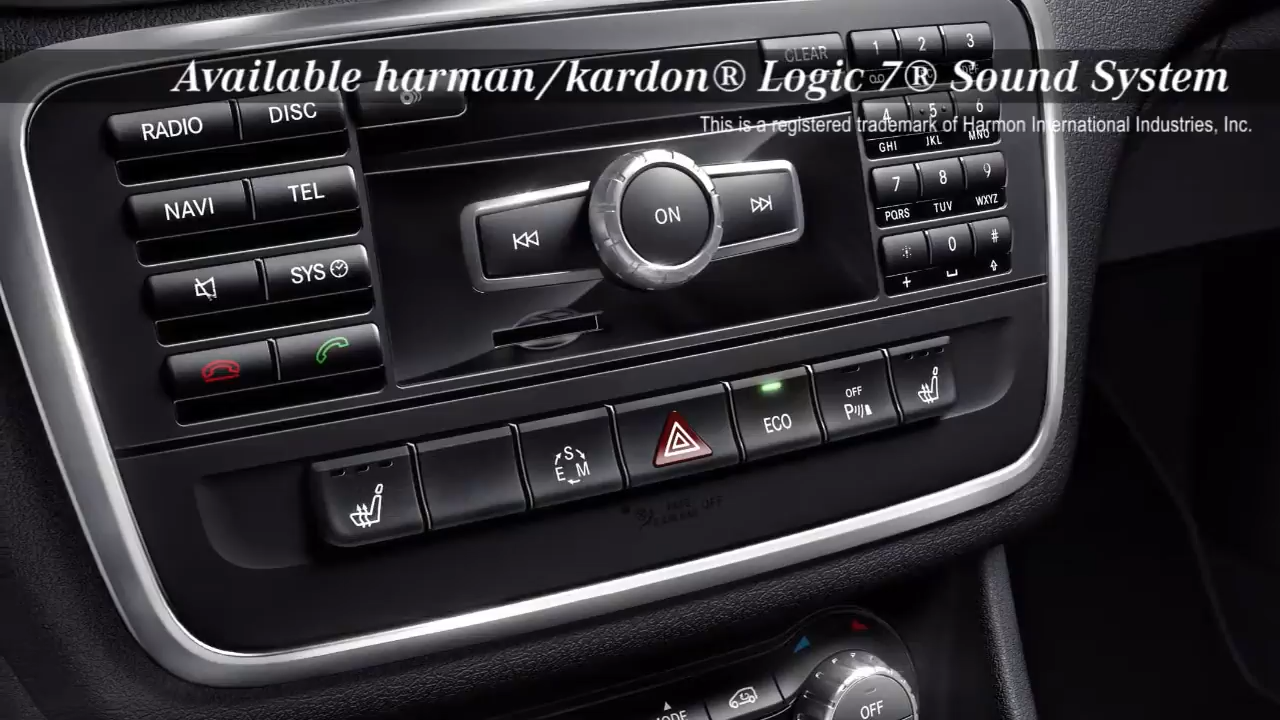 Available harman/kardon® Logic 7® Sound System
This is a registered trademark of Harmon International Industries, Inc.
CLEAR
1 2 3
RADIO DISC
4 5 6
GHI JKL MNO
NAVI TEL
7 8 9
PQRS TUV WXYZ
ON
SYS
0 #
+
OFF
ECO
S
E M
OFF
P
OFF
MODE